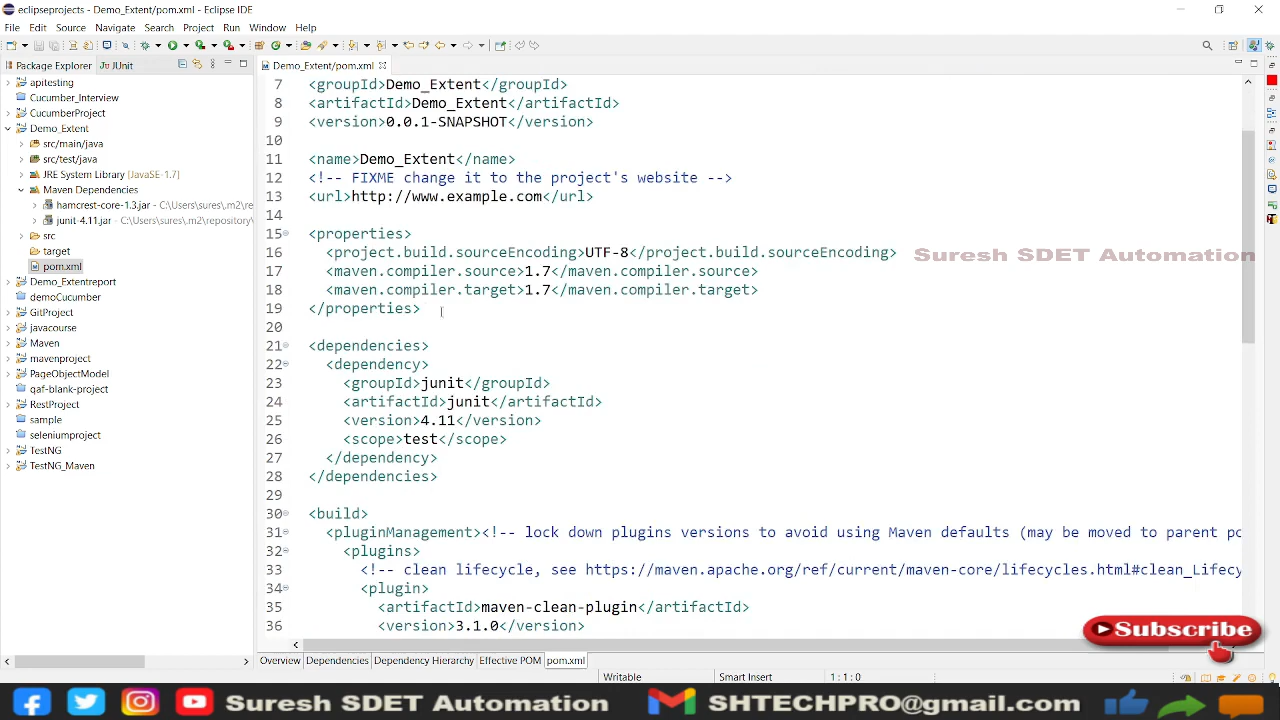 eclipseprojects - Demo_Extent/pom.xml - Eclipse IDE
File Edit Source Navigate Search Project Run Window Help
Package Explorer
JUnit
Demo_Extent/pom.xml
apitesting
Cucumber_Interview
CucumberProject
Demo_Extent
src/main/java
src/test/java
JRE System Library [JavaSE-1.7]
Maven Dependencies
hamcrest-core-1.3.jar - C:\Users\sures\.m2\re
junit-4.11.jar - C:\Users\sures\.m2\repository\
src
target
pom.xml
Demo_Extentreport
demoCucumber
GitProject
javacourse
Maven
mavenproject
PageObjectModel
qaf-blank-project
RestProject
sample
seleniumproject
TestNG
TestNG_Maven
7 <groupId>Demo_Extent</groupId>
8 <artifactId>Demo_Extent</artifactId>
9 <version>0.0.1-SNAPSHOT</version>
10
11 <name>Demo_Extent</name>
12 <!-- FIXME change it to the project's website -->
13 <url>http://www.example.com</url>
14
15 <properties>
16 <project.build.sourceEncoding>UTF-8</project.build.sourceEncoding>
17 <maven.compiler.source>1.7</maven.compiler.source>
18 <maven.compiler.target>1.7</maven.compiler.target>
19 </properties>
20
21 <dependencies>
22 <dependency>
23 <groupId>junit</groupId>
24 <artifactId>junit</artifactId>
25 <version>4.11</version>
26 <scope>test</scope>
27 </dependency>
28 </dependencies>
29
30 <build>
31 <pluginManagement><!-- lock down plugins versions to avoid using Maven defaults (may be moved to parent po
32 <plugins>
33 <!-- clean lifecycle, see https://maven.apache.org/ref/current/maven-core/lifecycles.html#clean_Lifecy
34 <plugin>
35 <artifactId>maven-clean-plugin</artifactId>
36 <version>3.1.0</version>
Suresh SDET Automation
Subscribe
Overview Dependencies Dependency Hierarchy Effective POM pom.xml
Writable Smart Insert 1 : 1 : 0
Suresh SDET Automation SHTECHPRO@gmail.com